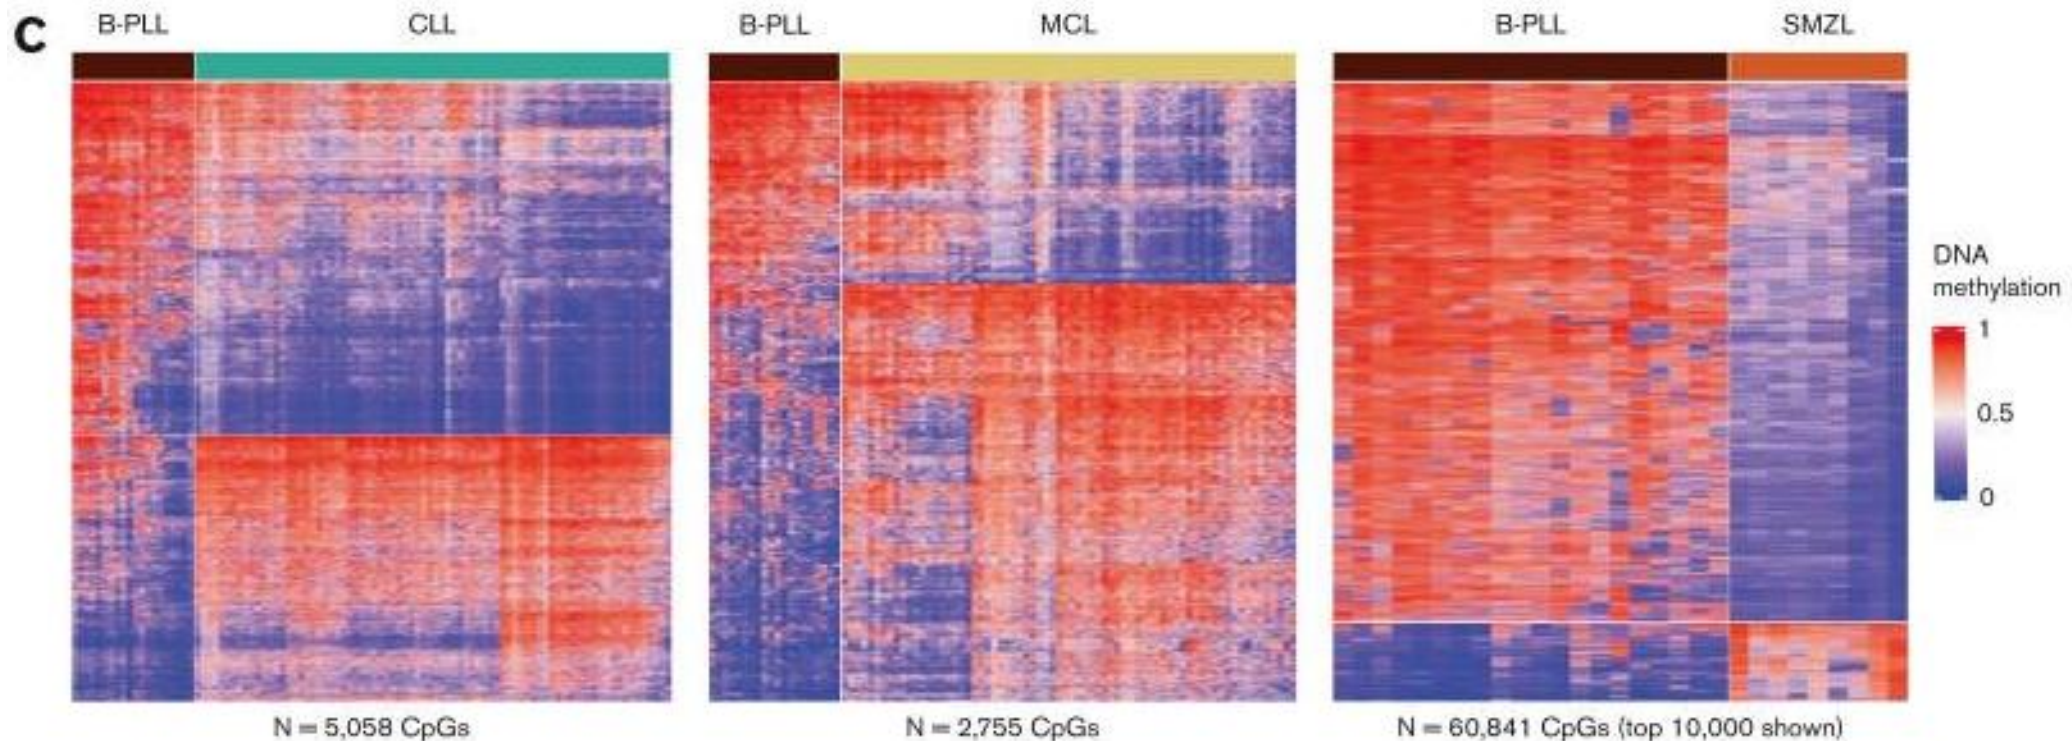 C
B-PLL CLL B-PLL MCL B-PLL SMZL
DNA
methylation
1
0.5
0
N = 5,058 CpGs N = 2,755 CpGs N = 60,841 CpGs (top 10,000 shown)